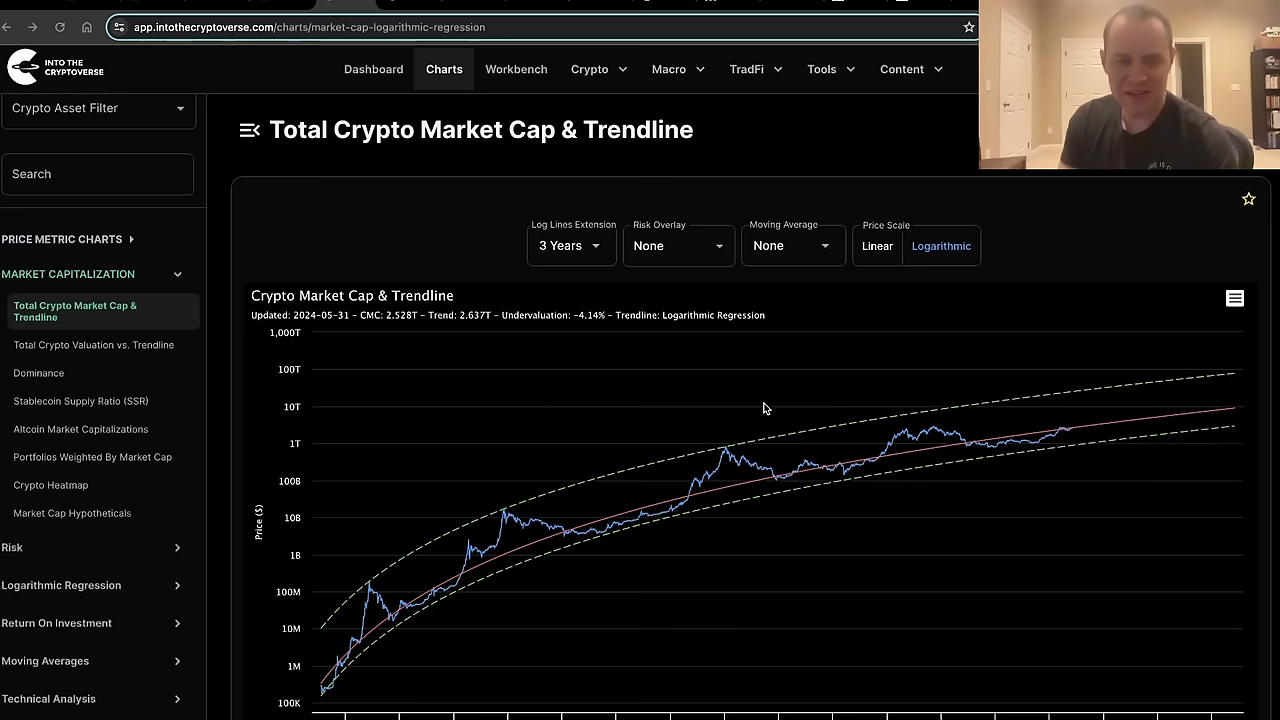 app.intothecryptoverse.com/charts/market-cap-logarithmic-regression
INTO THE
CRYPTOVERSE
Dashboard
Charts
Workbench
Crypto
Macro
TradFi
Tools
Content
Crypto Asset Filter
Search
PRICE METRIC CHARTS
MARKET CAPITALIZATION
Total Crypto Market Cap &
Trendline
Total Crypto Valuation vs. Trendline
Dominance
Stablecoin Supply Ratio (SSR)
Altcoin Market Capitalizations
Portfolios Weighted By Market Cap
Crypto Heatmap
Market Cap Hypotheticals
Risk
Logarithmic Regression
Return On Investment
Moving Averages
Technical Analysis
Total Crypto Market Cap & Trendline
Log Lines Extension
3 Years
Risk Overlay
None
Moving Average
None
Price Scale
Linear
Logarithmic
Crypto Market Cap & Trendline
Updated: 2024-05-31 - CMC: 2.528T - Trend: 2.637T - Undervaluation: -4.14% - Trendline: Logarithmic Regression
Price ($)
1,000T
100T
10T
1T
100B
10B
1B
100M
10M
1M
100K